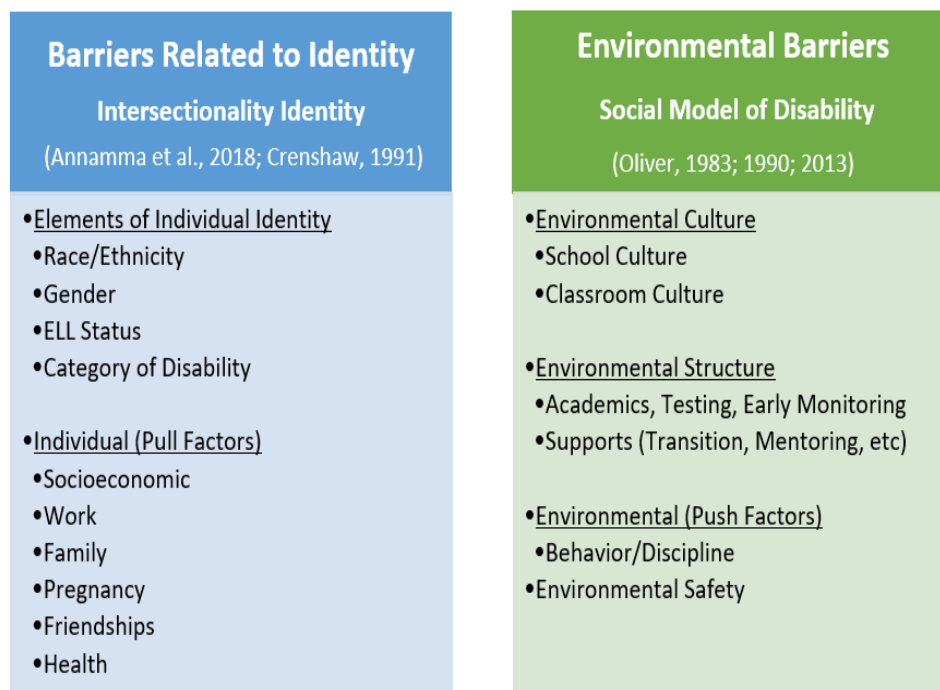 Barriers Related to Identity
Intersectionality Identity
(Annamma et al., 2018; Crenshaw, 1991)
•Elements of Individual Identity
•Race/Ethnicity
•Gender
•ELL Status
•Category of Disability
•Individual (Pull Factors)
•Socioeconomic
•Work
•Family
•Pregnancy
•Friendships
•Health
Environmental Barriers
Social Model of Disability
(Oliver, 1983; 1990; 2013)
•Environmental Culture
•School Culture
•Classroom Culture
•Environmental Structure
•Academics, Testing, Early Monitoring
•Supports (Transition, Mentoring, etc)
•Environmental (Push Factors)
•Behavior/Discipline
•Environmental Safety